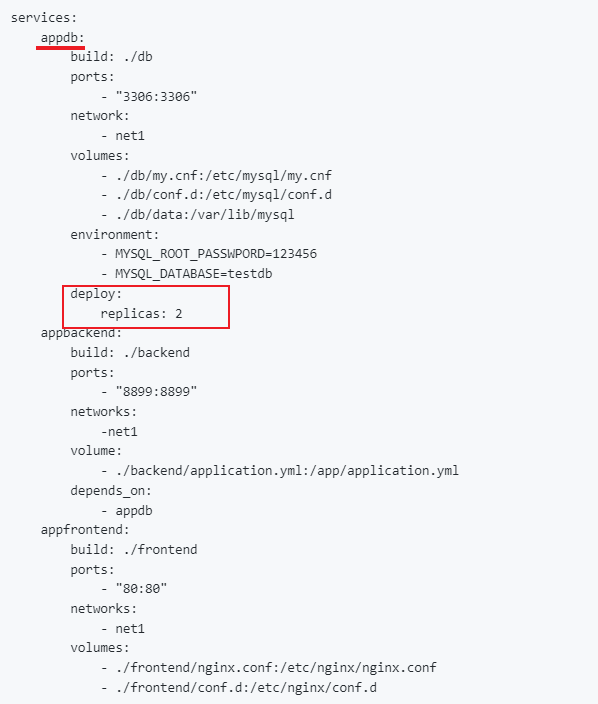 services:
    appdb:
        build: ./db
        ports:
            - "3306:3306"
        network:
            - net1
        volumes:
            - ./db/my.cnf:/etc/mysql/my.cnf
            - ./db/conf.d:/etc/mysql/conf.d
            - ./db/data:/var/lib/mysql
        environment:
            - MYSQL_ROOT_PASSWPORD=123456
            - MYSQL_DATABASE=testdb
        deploy:
            replicas: 2
    appbackend:
        build: ./backend
        ports:
            - "8899:8899"
        networks:
            -net1
        volume:
            - ./backend/application.yml:/app/application.yml
        depends_on:
            - appdb
    appfrontend:
        build: ./frontend
        ports:
            - "80:80"
        networks:
            - net1
        volumes:
            - ./frontend/nginx.conf:/etc/nginx/nginx.conf
            - ./frontend/conf.d:/etc/nginx/conf.d